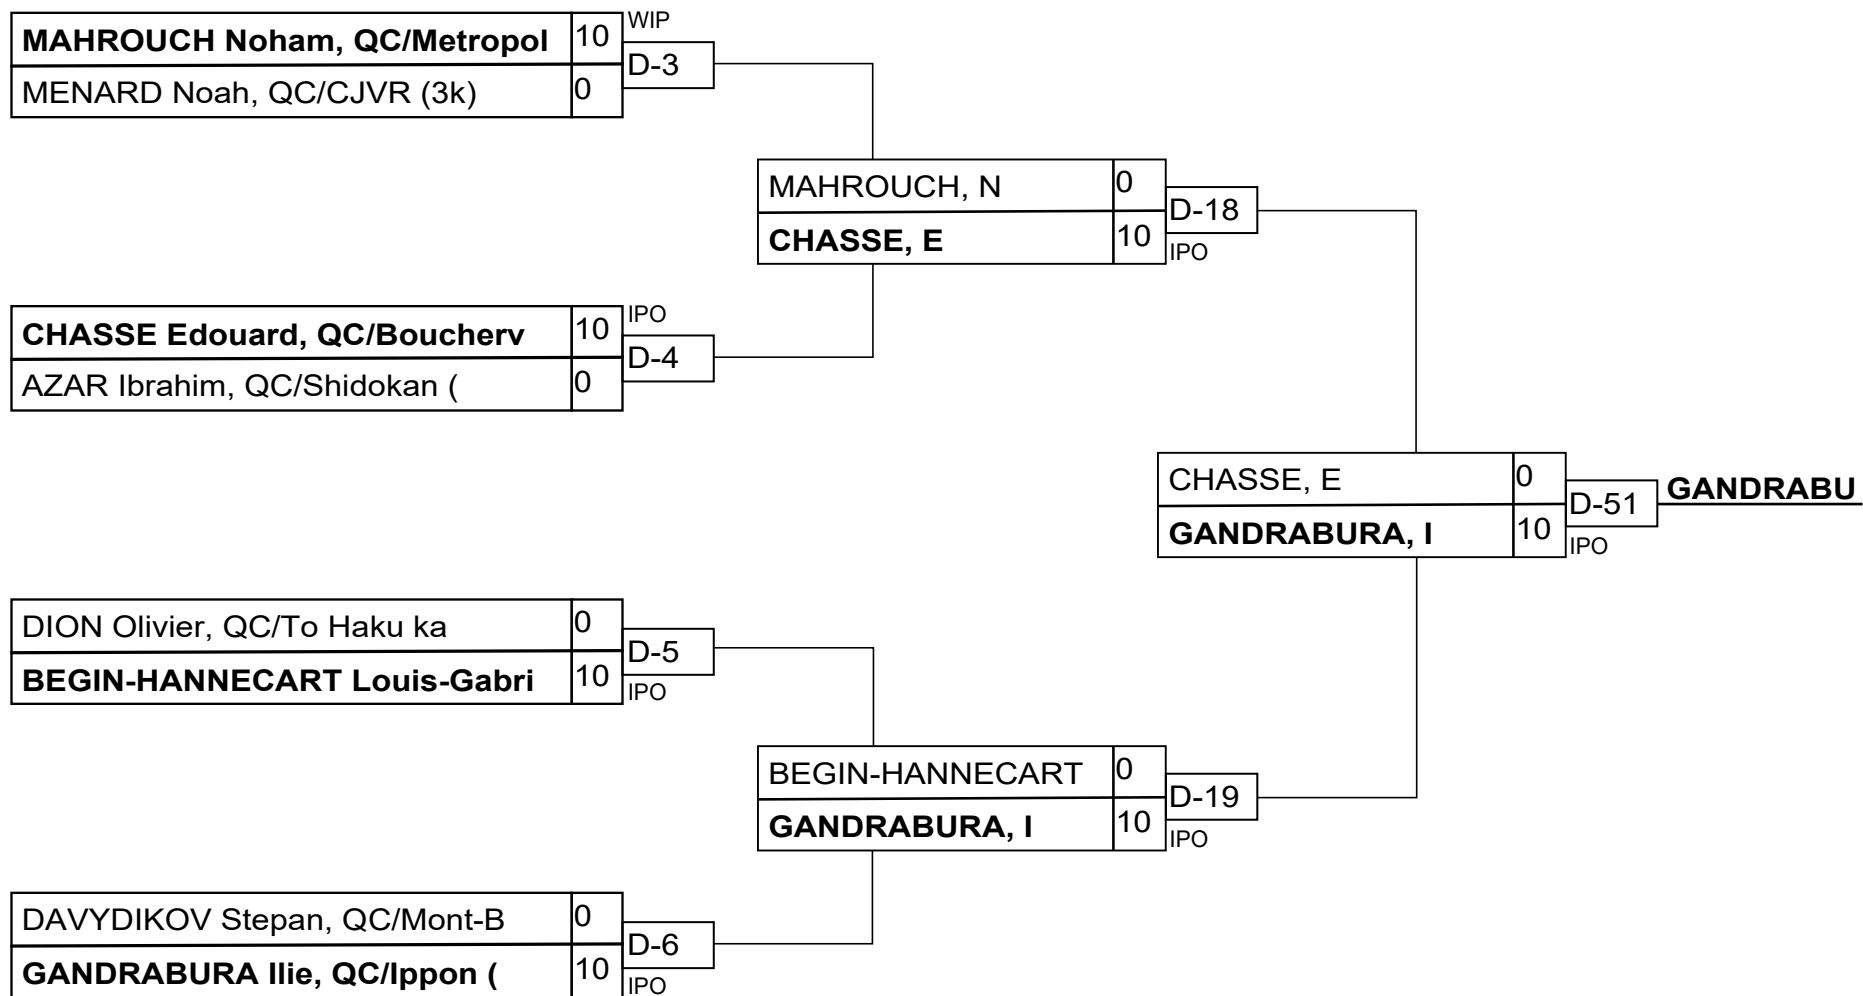 MAHROUCH Noham, QC/Metropol 10 WIP
D-3
MENARD Noah, QC/CJVR (3k) 0
MAHROUCH, N 0
D-18
CHASSE, E 10 IPO
CHASSE Edouard, QC/Boucherv 10 IPO
D-4
AZAR Ibrahim, QC/Shidokan ( 0
CHASSE, E 0
D-51 GANDRABU
GANDRABURA, I 10 IPO
DION Olivier, QC/To Haku ka 0
D-5
BEGIN-HANNECART Louis-Gabri 10 IPO
BEGIN-HANNECART 0
D-19
GANDRABURA, I 10 IPO
DAVYDIKOV Stepan, QC/Mont-B 0
D-6
GANDRABURA Ilie, QC/Ippon ( 10 IPO